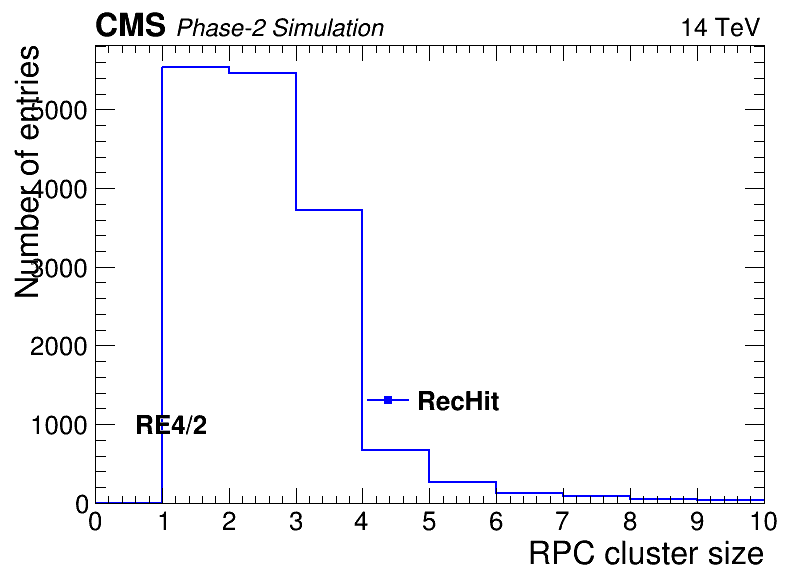 CMS Phase-2 Simulation 14 TeV
Number of entries
5000
4000
3000
2000
RecHit
1000
RE4/2
0
0 1 2 3 4 5 6 7 8 9 10
RPC cluster size